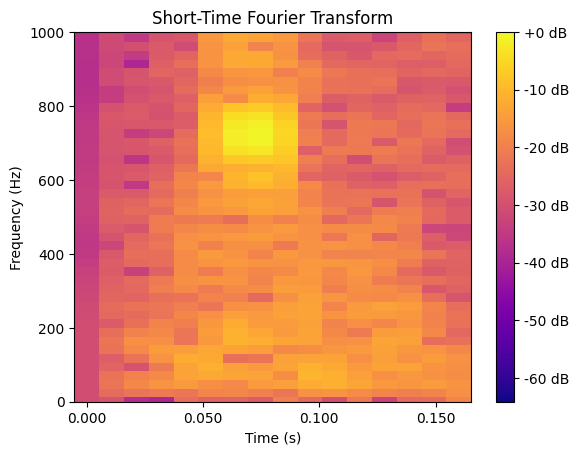 Short-Time Fourier Transform
1000
800
600
400
200
0
Frequency (Hz)
0.000
0.050
0.100
0.150
Time (s)
+0 dB
-10 dB
-20 dB
-30 dB
-40 dB
-50 dB
-60 dB